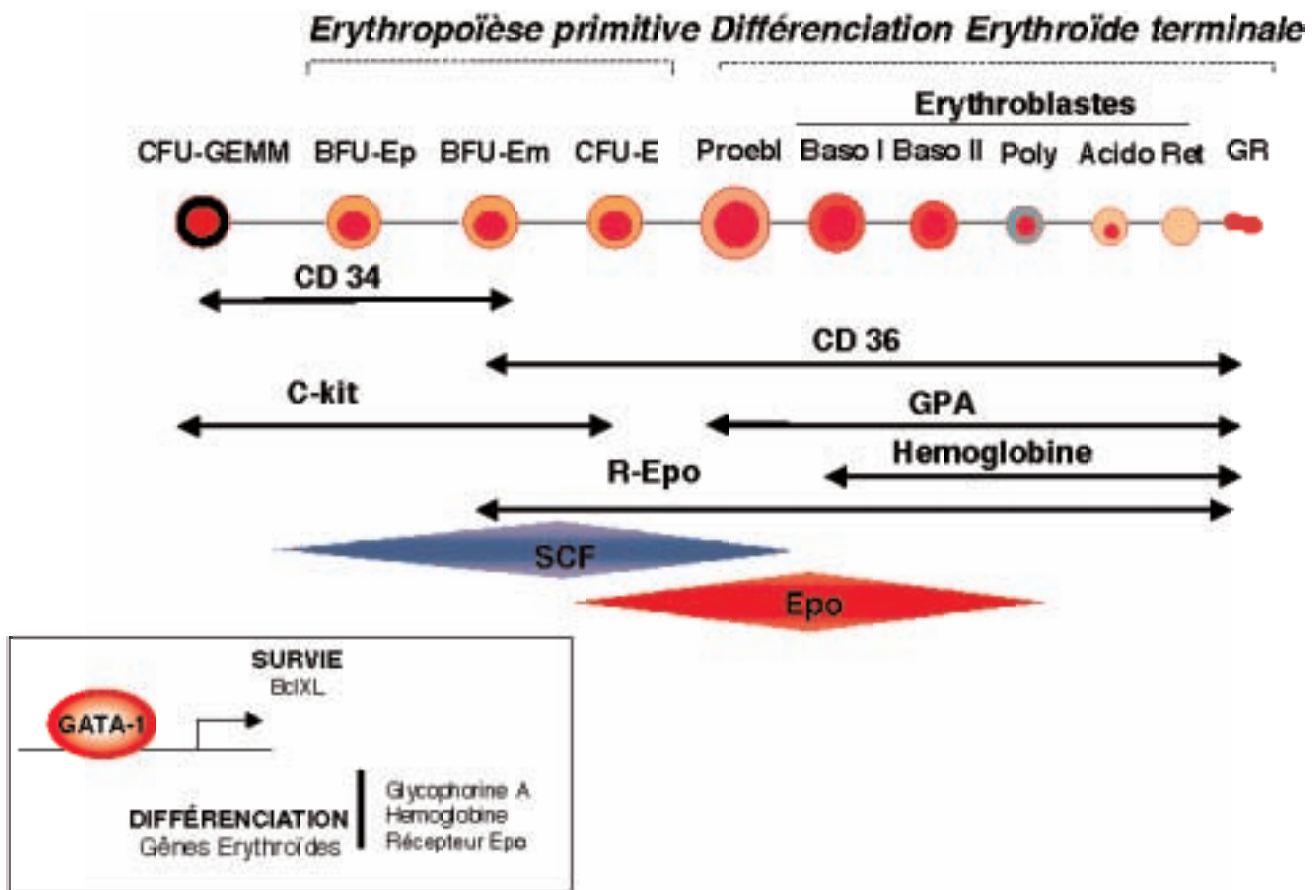 Erythropoïèse primitive Différenciation Erythroïde terminale
Erythroblastes
CFU-GEMM BFU-Ep BFU-Em CFU-E Proebl Baso I Baso II Poly Acido Ret GR
CD 34
CD 36
C-kit
GPA
Hemoglobine
R-Epo
SCF
Epo
SURVIE
BclXL
GATA-1
Glycophorine A
DIFFÉRENCIATION Hemoglobine
Gênes Erythroïdes Récepteur Epo